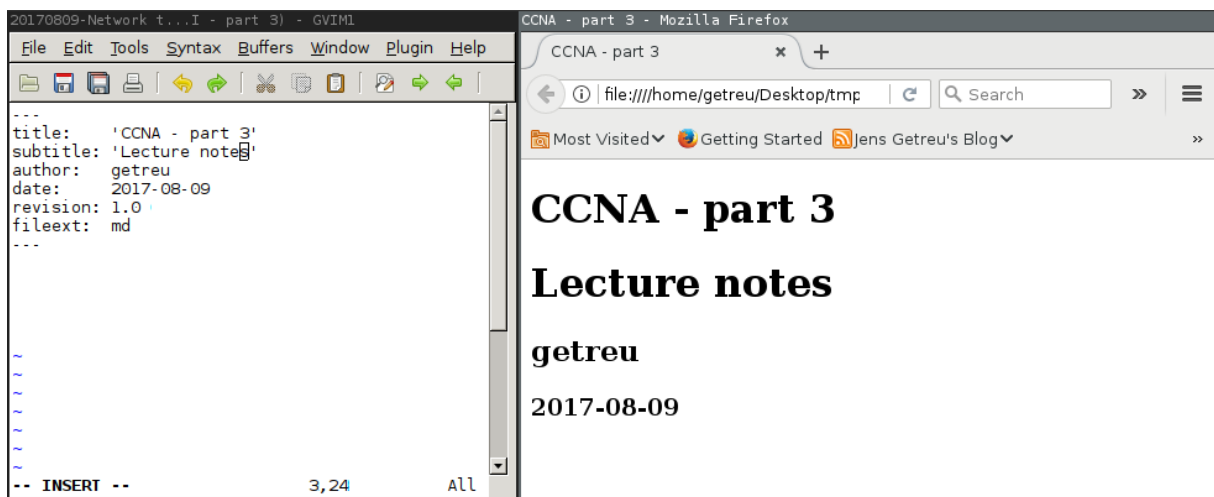 20170809-Network t...I - part 3) - GVIM1
File Edit Tools Syntax Buffers Window Plugin Help
---
title:    'CCNA - part 3'
subtitle: 'Lecture notes'
author:   getreu
date:     2017-08-09
revision: 1.0
fileext:  md
---
~
~
~
~
~
~
~
-- INSERT -- 3,24 All
CCNA - part 3 - Mozilla Firefox
CCNA - part 3 × +
file:////home/getreu/Desktop/tmp Search »
Most Visited Getting Started Jens Getreu's Blog »
CCNA - part 3
Lecture notes
getreu
2017-08-09